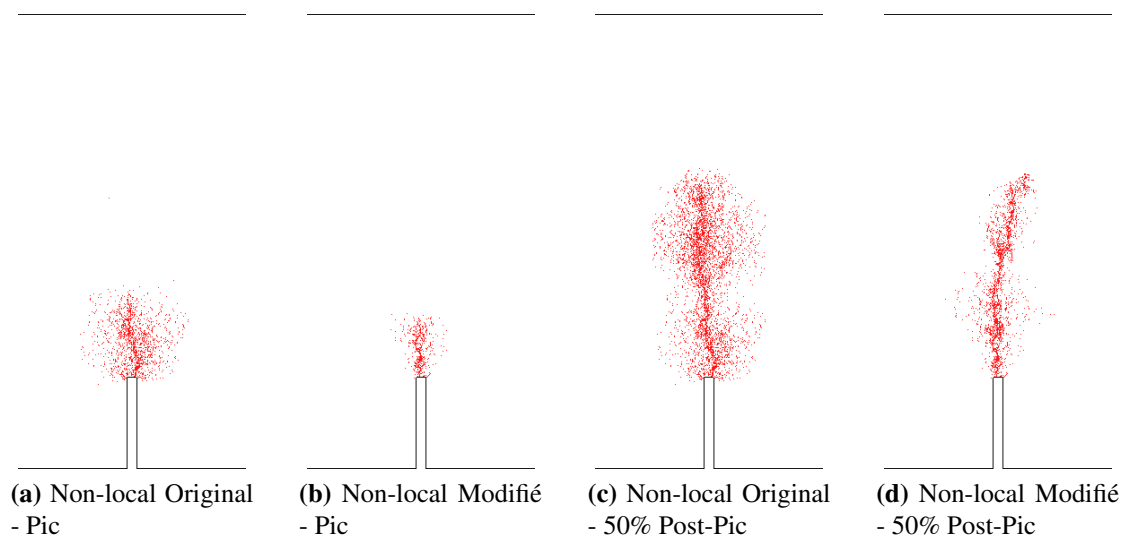 (a) Non-local Original
- Pic
(b) Non-local Modifié
- Pic
(c) Non-local Original
- 50% Post-Pic
(d) Non-local Modifié
- 50% Post-Pic